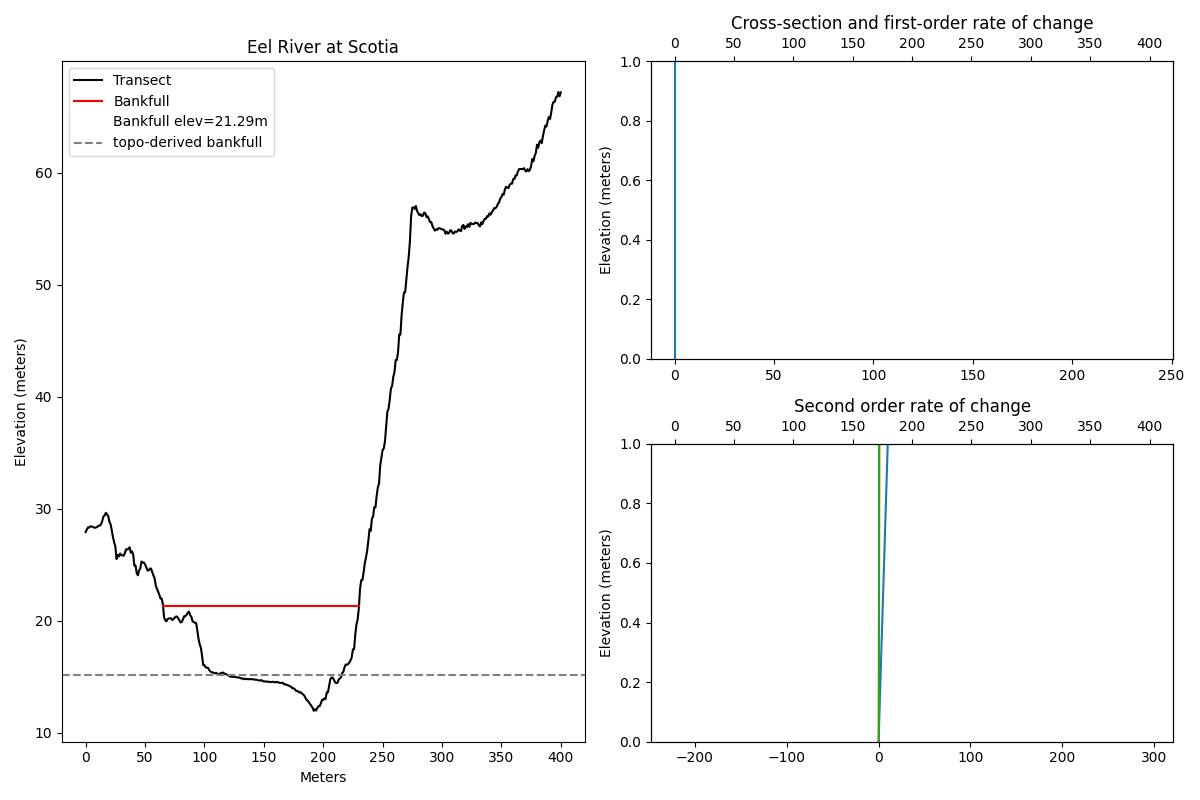 Eel River at Scotia
Transect
Bankfull
Bankfull elev=21.29m
topo-derived bankfull
Elevation (meters)
60
50
40
30
20
10
0 50 100 150 200 250 300 350 400
Meters
Cross-section and first-order rate of change
0 50 100 150 200 250 300 350 400
Elevation (meters)
1.0
0.8
0.6
0.4
0.2
0.0
0 50 100 150 200 250
Second order rate of change
0 50 100 150 200 250 300 350 400
Elevation (meters)
1.0
0.8
0.6
0.4
0.2
0.0
−200 −100 0 100 200 300